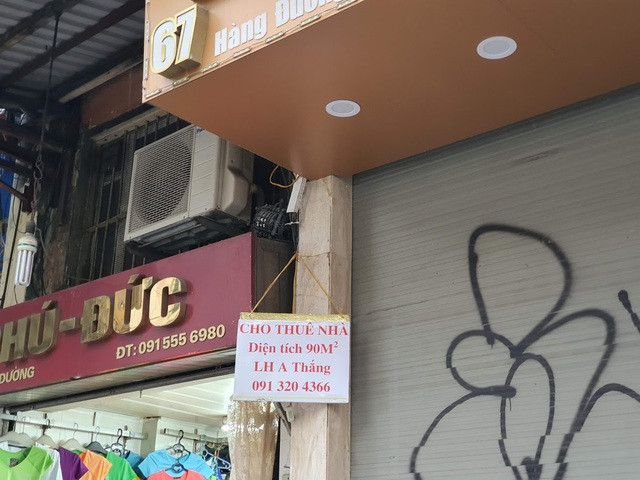 67
Hàng Đường
HÚ-ĐỨC
ĐT: 091 555 6980
ĐƯỜNG
CHO THUÊ NHÀ
Diện tích 90M²
LH A Thắng
091 320 4366